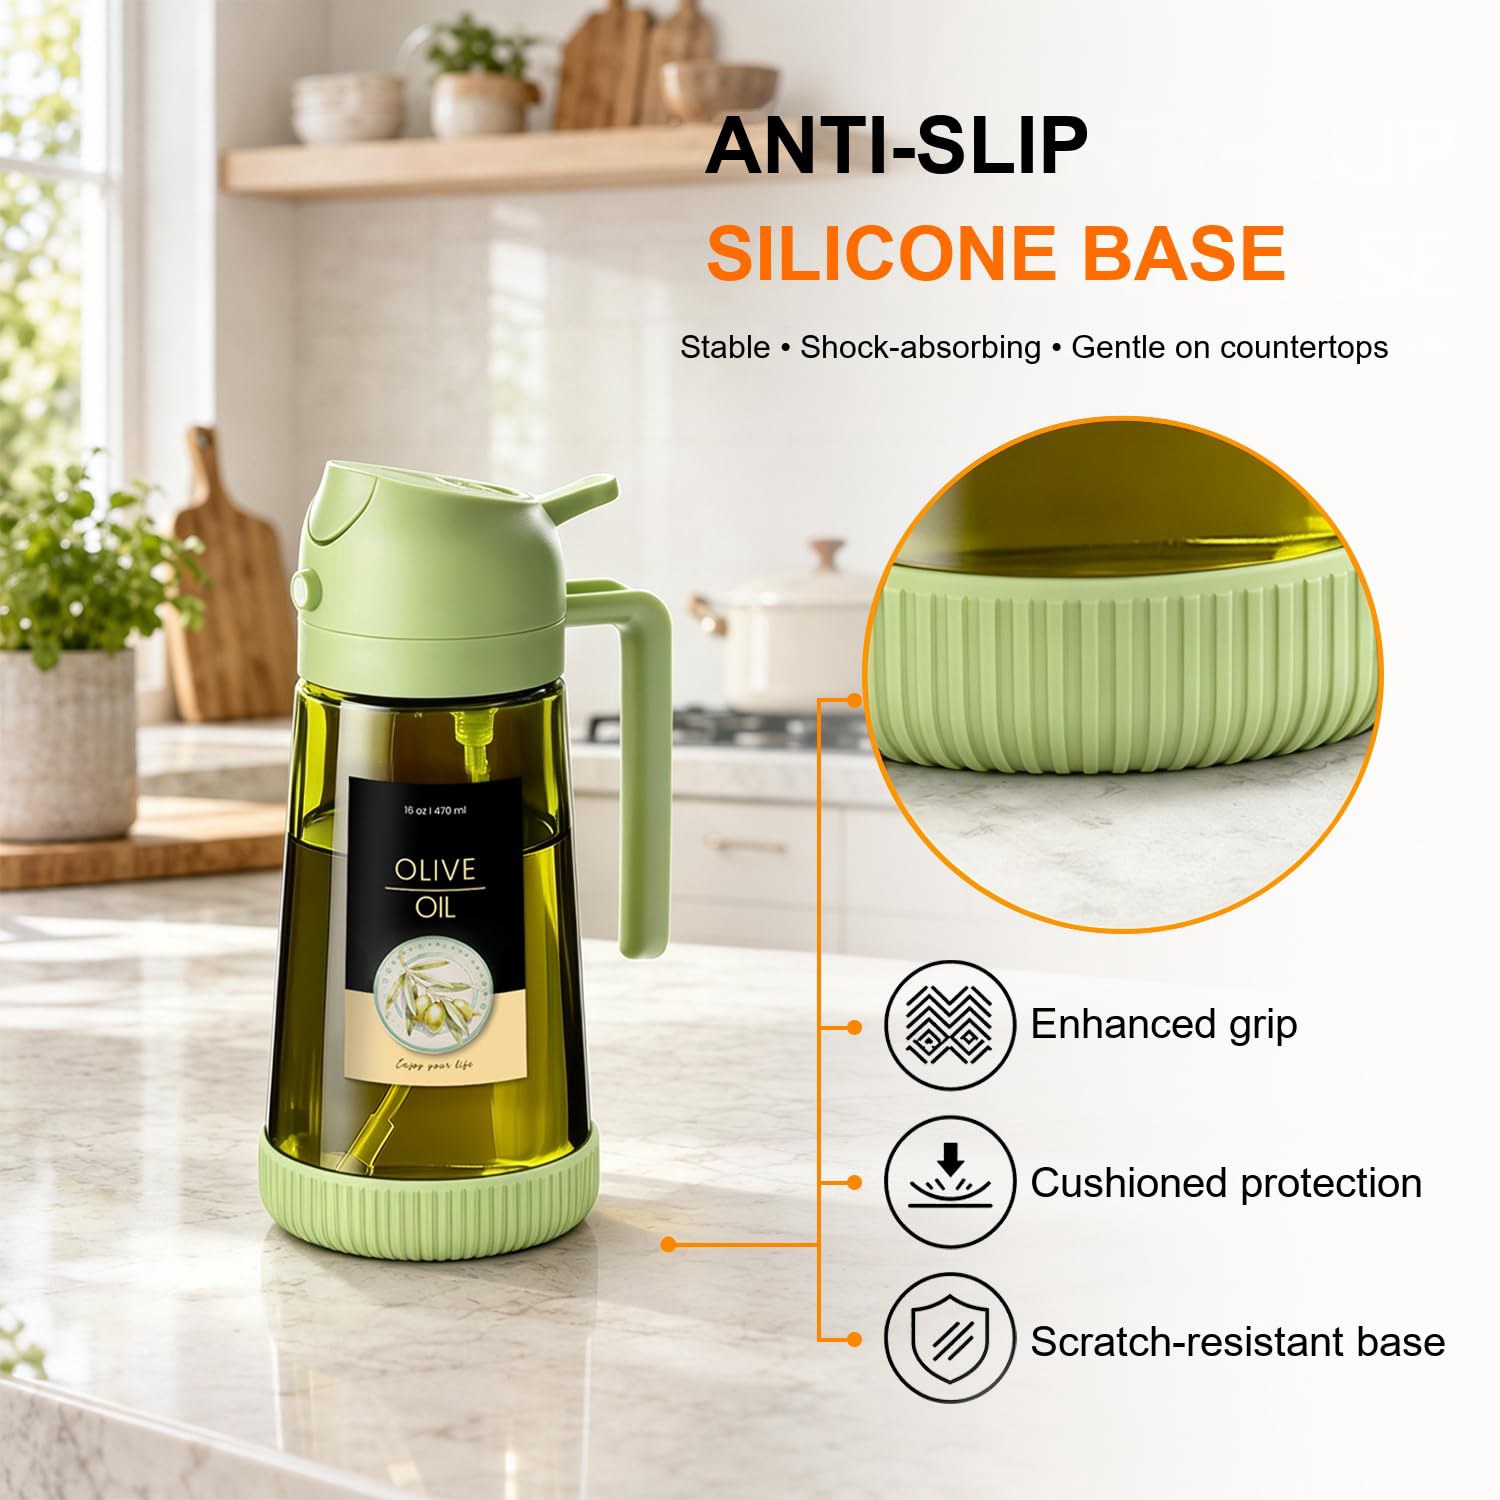 ANTI-SLIP
SILICONE BASE
Stable • Shock-absorbing • Gentle on countertops
16 oz I 470 ml
OLIVE
OIL
Enjoy your life
Enhanced grip
Cushioned protection
Scratch-resistant base